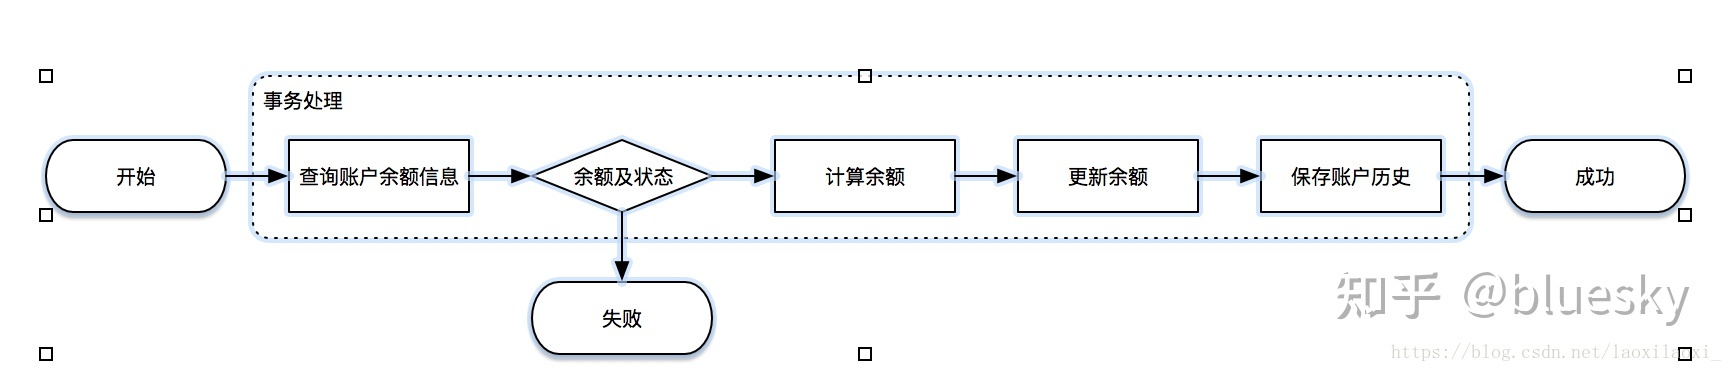 事务处理
开始
查询账户余额信息
余额及状态
计算余额
更新余额
保存账户历史
成功
失败
知乎 @bluesky
https://blog.csdn.net/laoxilaoxi_